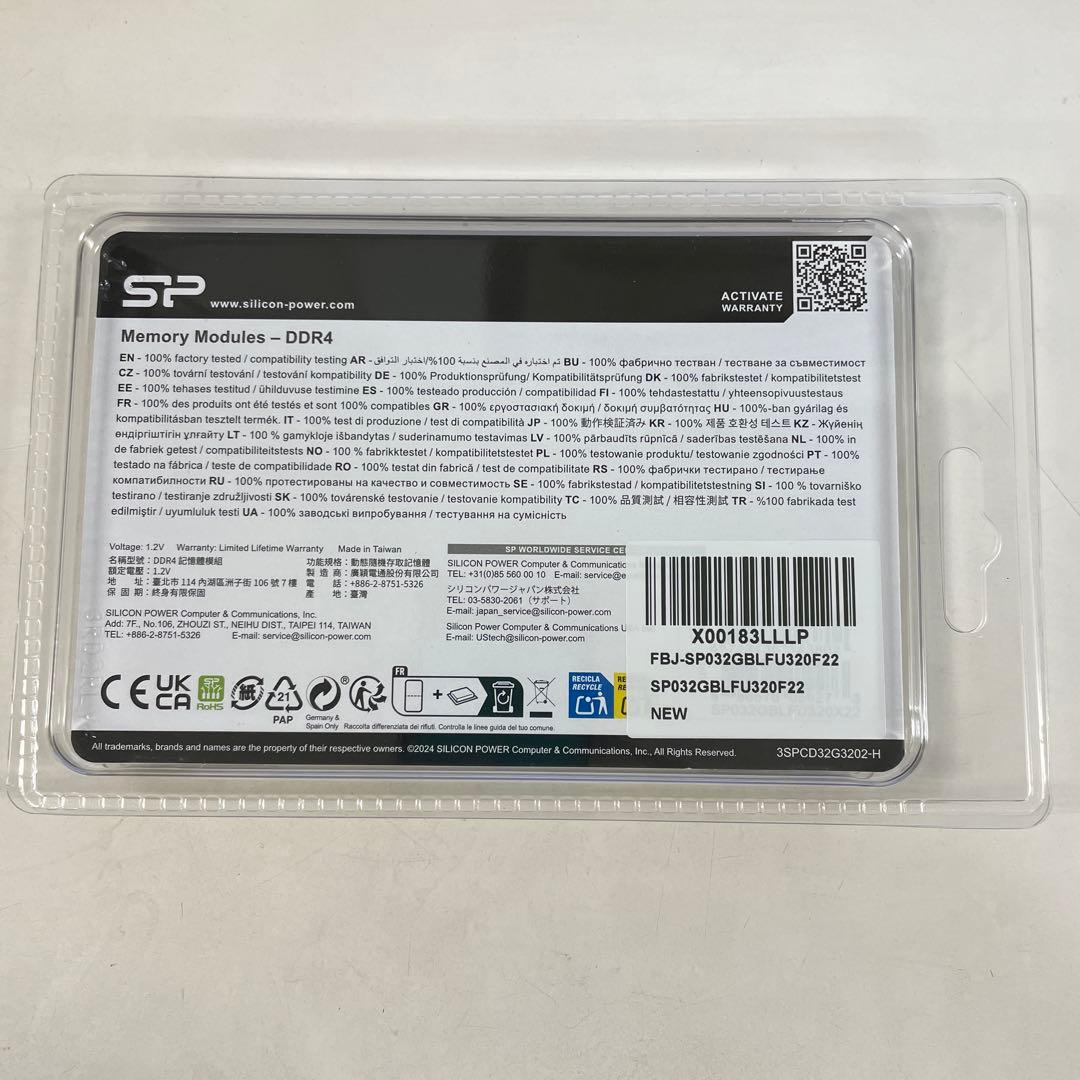 SP www.silicon-power.com
ACTIVATE
WARRANTY
Memory Modules – DDR4
EN - 100% factory tested / compatibility testing AR - تم اختباره في المصنع بنسبة 100%/اختبار التوافق BU - 100% фабрично тестван / тестване за съвместимост
CZ - 100% tovární testování / testování kompatibility DE - 100% Produktionsprüfung/ Kompatibilitätsprüfung DK - 100% fabrikstestet / kompatibilitetstest
EE - 100% tehases testitud / ühilduvuse testimine ES - 100% testeado producción / compatibilidad FI - 100% tehdastestattu / yhteensopivuustestaus
FR - 100% des produits ont été testés et sont 100% compatibles GR - 100% εργοστασιακή δοκιμή / δοκιμή συμβατότητας HU - 100%-ban gyárilag és
kompatibilitásban tesztelt termék. IT - 100% test di produzione / test di compatibilità JP - 100% 動作検証済み KR - 100% 제품 호환성 테스트 KZ - Жүйенің
өндіргіштігін ұлғайту LT - 100 % gamykloje išbandytas / suderinamumo testavimas LV - 100% pārbaudīts rūpnīcā / saderības testēšana NL - 100% in
de fabriek getest / compatibiliteitstests NO - 100 % fabrikktestet / kompatibilitetstestet PL - 100% testowanie produktu/ testowanie zgodności PT - 100%
testado na fábrica / teste de compatibilidade RO - 100% testat din fabrică / test de compatibilitate RS - 100% фабрички тестирано / тестирање
компатибилности RU - 100% протестированы на качество и совместимость SE - 100% fabrikstestad / kompatibilitetstestning SI - 100 % tovarniško
testirano / testiranje združljivosti SK - 100% továrenské testovanie / testovanie kompatibility TC - 100% 品質測試 / 相容性測試 TR - %100 fabrikada test
edilmiştir / uyumluluk testi UA - 100% заводські випробування / тестування на сумісність
Voltage: 1.2V Warranty: Limited Lifetime Warranty Made in Taiwan
名稱型號：DDR4 記憶體模組 功能規格：動態隨機存取記憶體
額定電壓：1.2V 製造商：廣穎電通股份有限公司
地址：臺北市 114 內湖區洲子街 106 號 7 樓 電話：+886-2-8751-5326
保固期：終身有限保固 產地：臺灣
SILICON POWER Computer & Communications, Inc.
Add: 7F., No.106, ZHOUZI ST., NEIHU DIST., TAIPEI 114, TAIWAN
TEL: +886-2-8751-5326 E-mail: service@silicon-power.com
SP WORLDWIDE SERVICE CE
SILICON POWER Computer & Communicatio
TEL: +31(0)85 560 00 10 E-mail: service@e
シリコンパワージャパン株式会社
TEL: 03-5830-2061（サポート）
E-mail: japan_service@silicon-power.com
Silicon Power Computer & Communications U
E-mail: UStech@silicon-power.com
X00183LLLP
FBJ-SP032GBLFU320F22
SP032GBLFU320F22
SP032GBLFU320X22
NEW
CE UK CA RoHS 紙 21 PAP
Germany &
Spain Only
Raccolta differenziata dei rifiuti. Controlla le linee guida del tuo comune.
FR
RECICLA
RECYCLE
All trademarks, brands and names are the property of their respective owners. ©2024 SILICON POWER Computer & Communications, Inc., All Rights Reserved.
3SPCD32G3202-H